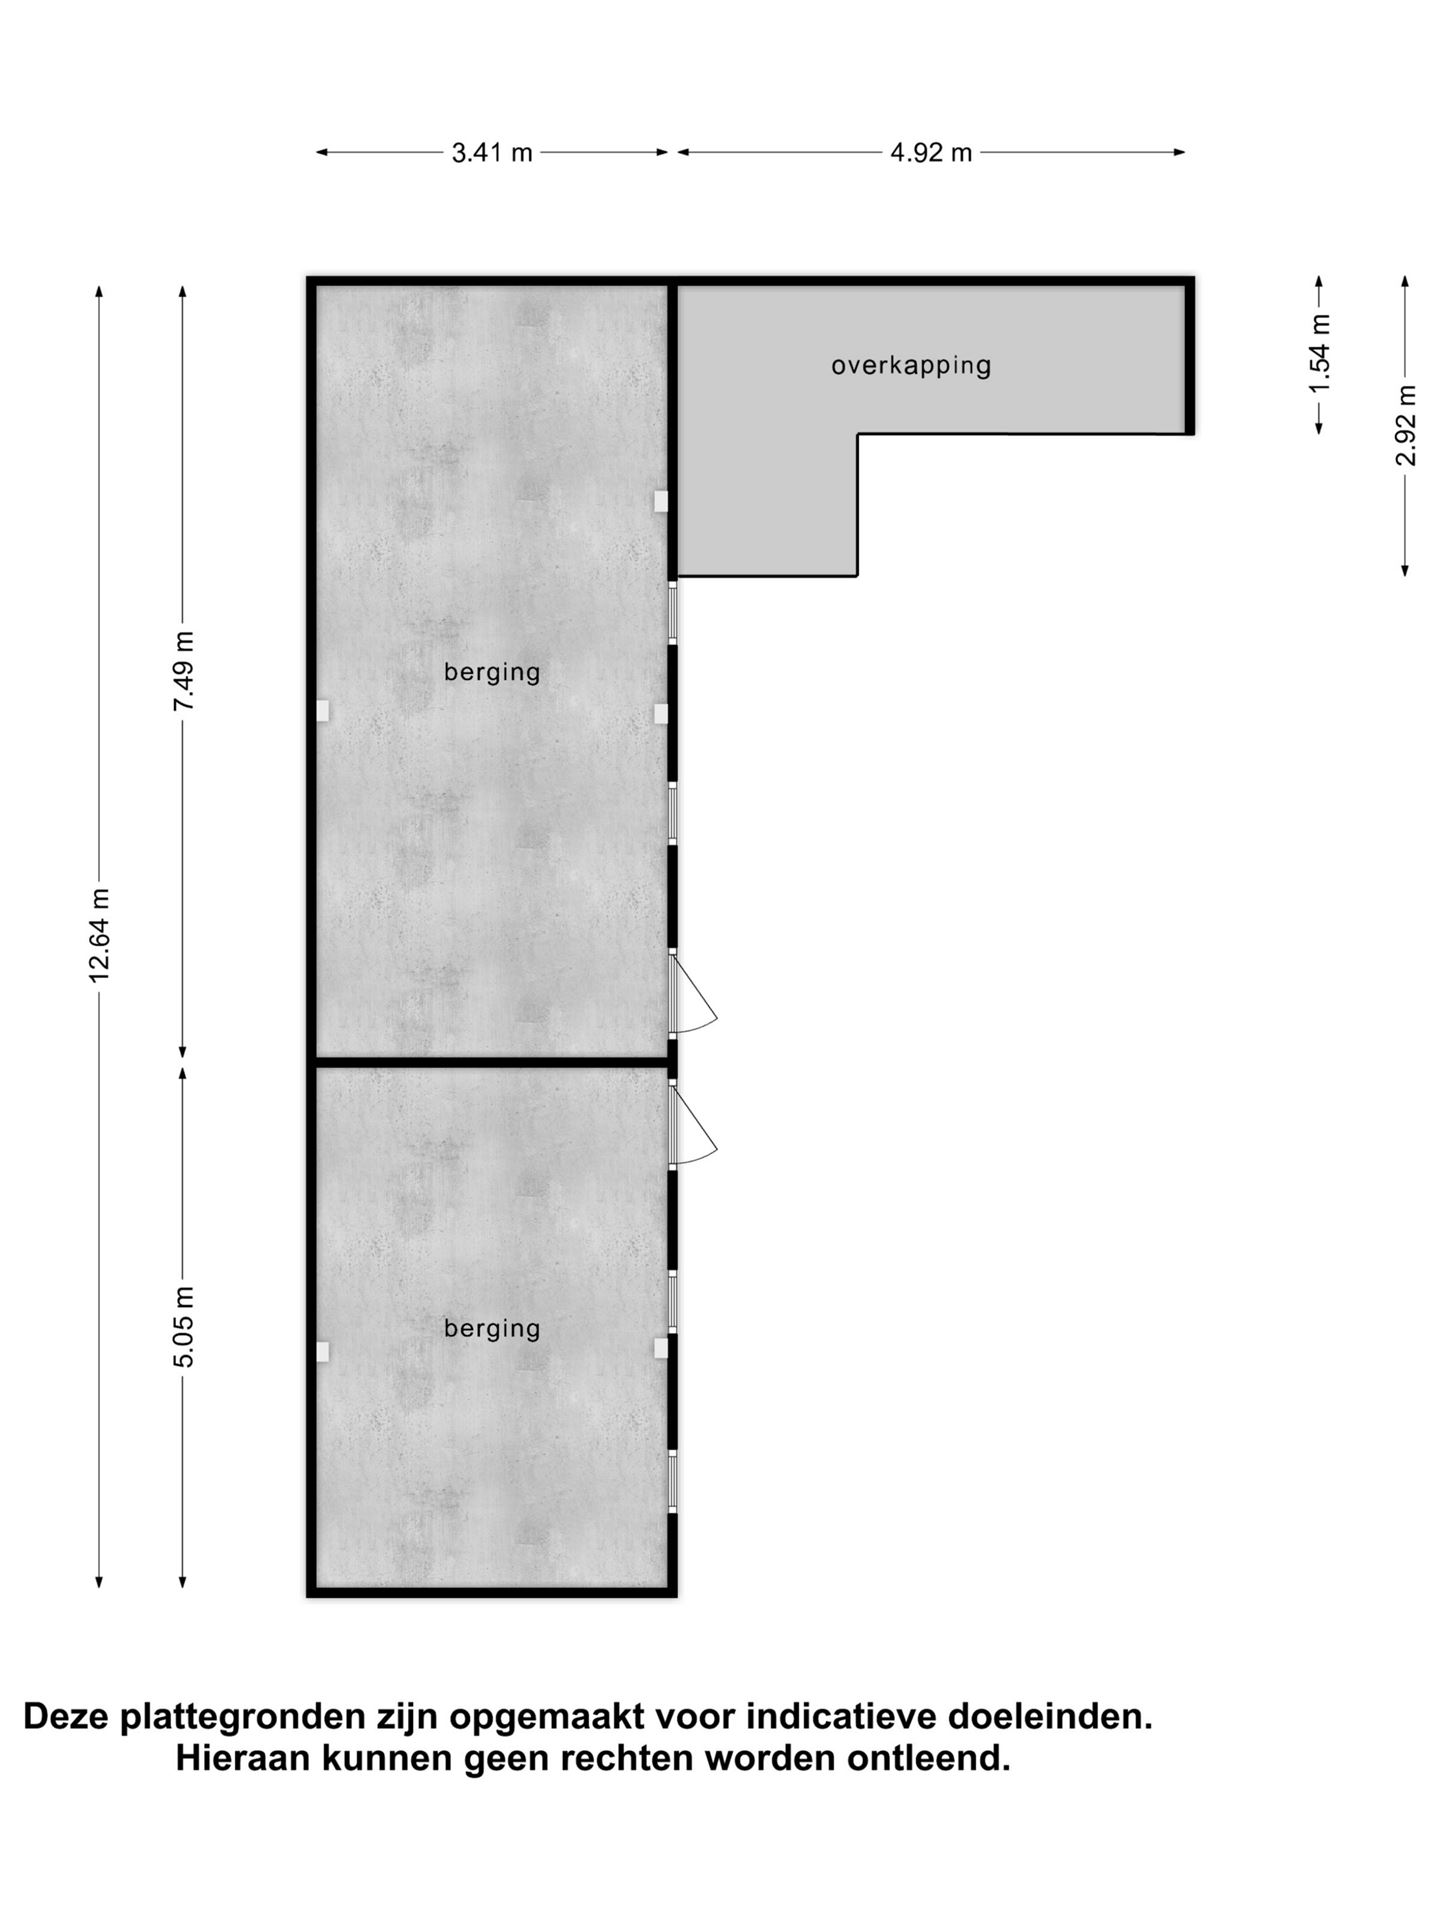 3.41 m
4.92 m
overkapping
1.54 m
2.92 m
7.49 m
berging
12.64 m
5.05 m
berging
Deze plattegronden zijn opgemaakt voor indicatieve doeleinden.
Hieraan kunnen geen rechten worden ontleend.